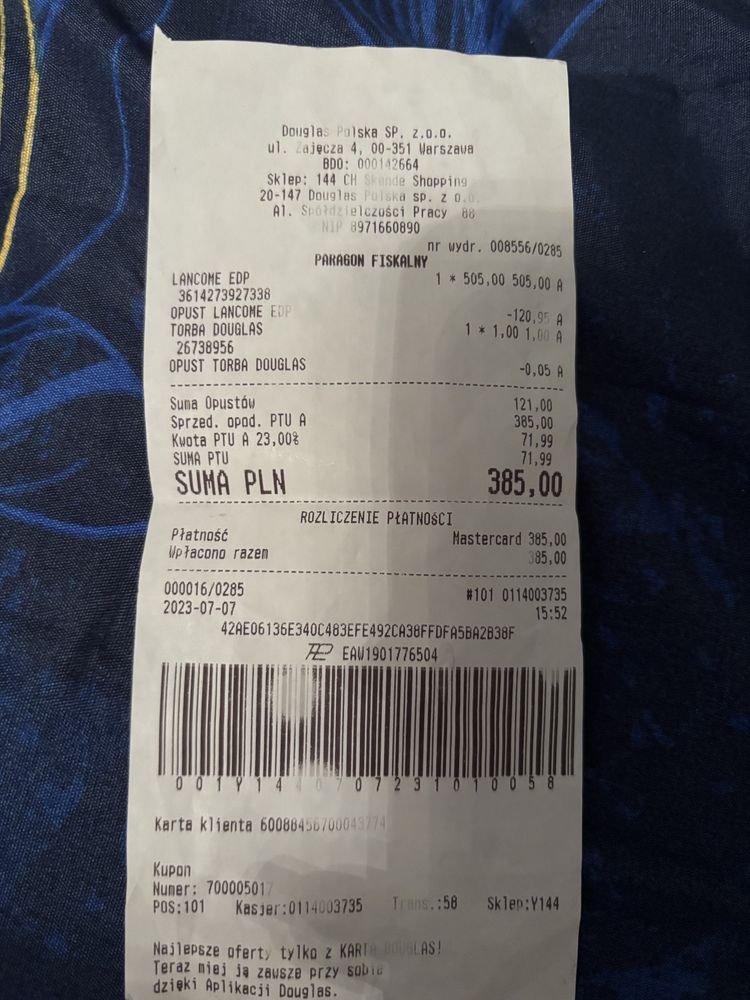 Douglas Polska SP. z.o.o.
ul. Zajęcza 4, 00-351 Warszawa
BDO: 000142664
Sklep: 144 CH Skende Shopping
20-147 Douglas Polska sp. z o.o.
Al. Spółdzielczości Pracy 88
NIP 8971660890
nr wydr. 008556/0285
PARAGON FISKALNY
LANCOME EDP 1 * 505,00 505,00 A
3614273927338
OPUST LANCOME EDP -120,95 A
TORBA DOUGLAS 1 * 1,00 1,00 A
26738956
OPUST TORBA DOUGLAS -0,05 A
Suma Opustów 121,00
Sprzed. opod. PTU A 385,00
Kwota PTU A 23,00% 71,99
SUMA PTU 71,99
SUMA PLN 385,00
ROZLICZENIE PŁATNOŚCI
Płatność Mastercard 385,00
Wpłacono razem 385,00
000016/0285 #101 0114003735
2023-07-07 15:52
42AE06136E340C483EFE492CA38FFDFA5BA2B38F
EAW1901776504
001Y1440707231010058
Karta klienta 60088456700043774
Kupon
Numer: 700005017
POS:101 Kasjer:0114003735 Trans.:58 Sklep:Y144
Najlepsze oferty tylko z KARTĄ DOUGLAS!
Teraz miej ją zawsze przy sobie
dzięki Aplikacji Douglas.